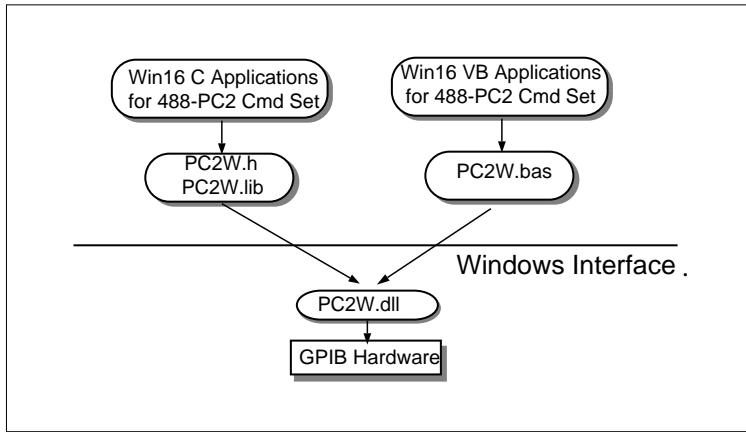 Win16 C Applications
for 488-PC2 Cmd Set
Win16 VB Applications
for 488-PC2 Cmd Set
PC2W.h
PC2W.lib
PC2W.bas
Windows Interface .
PC2W.dll
GPIB Hardware